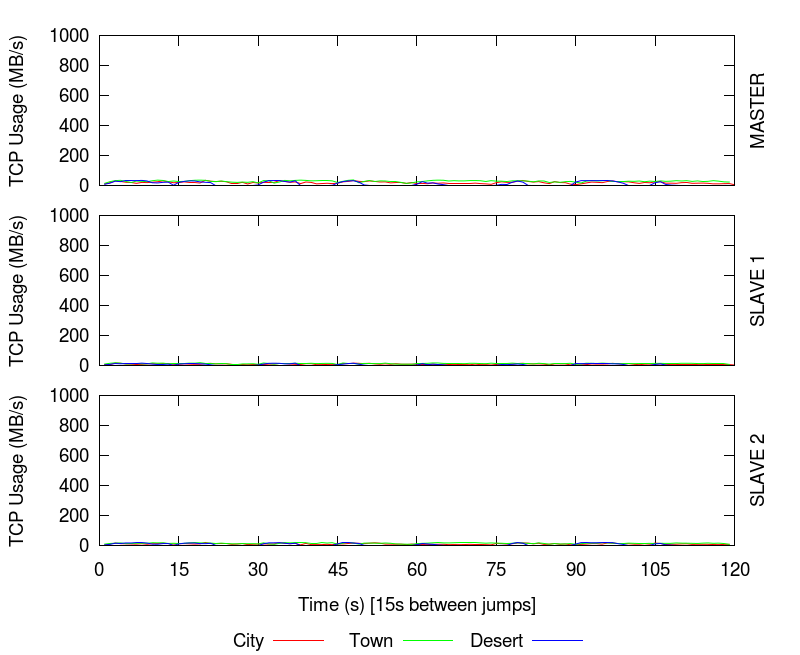 1000
800
600
400
200
0
TCP Usage (MB/s)
MASTER
1000
800
600
400
200
0
TCP Usage (MB/s)
SLAVE 1
1000
800
600
400
200
0
TCP Usage (MB/s)
SLAVE 2
0 15 30 45 60 75 90 105 120
Time (s) [15s between jumps]
City Town Desert